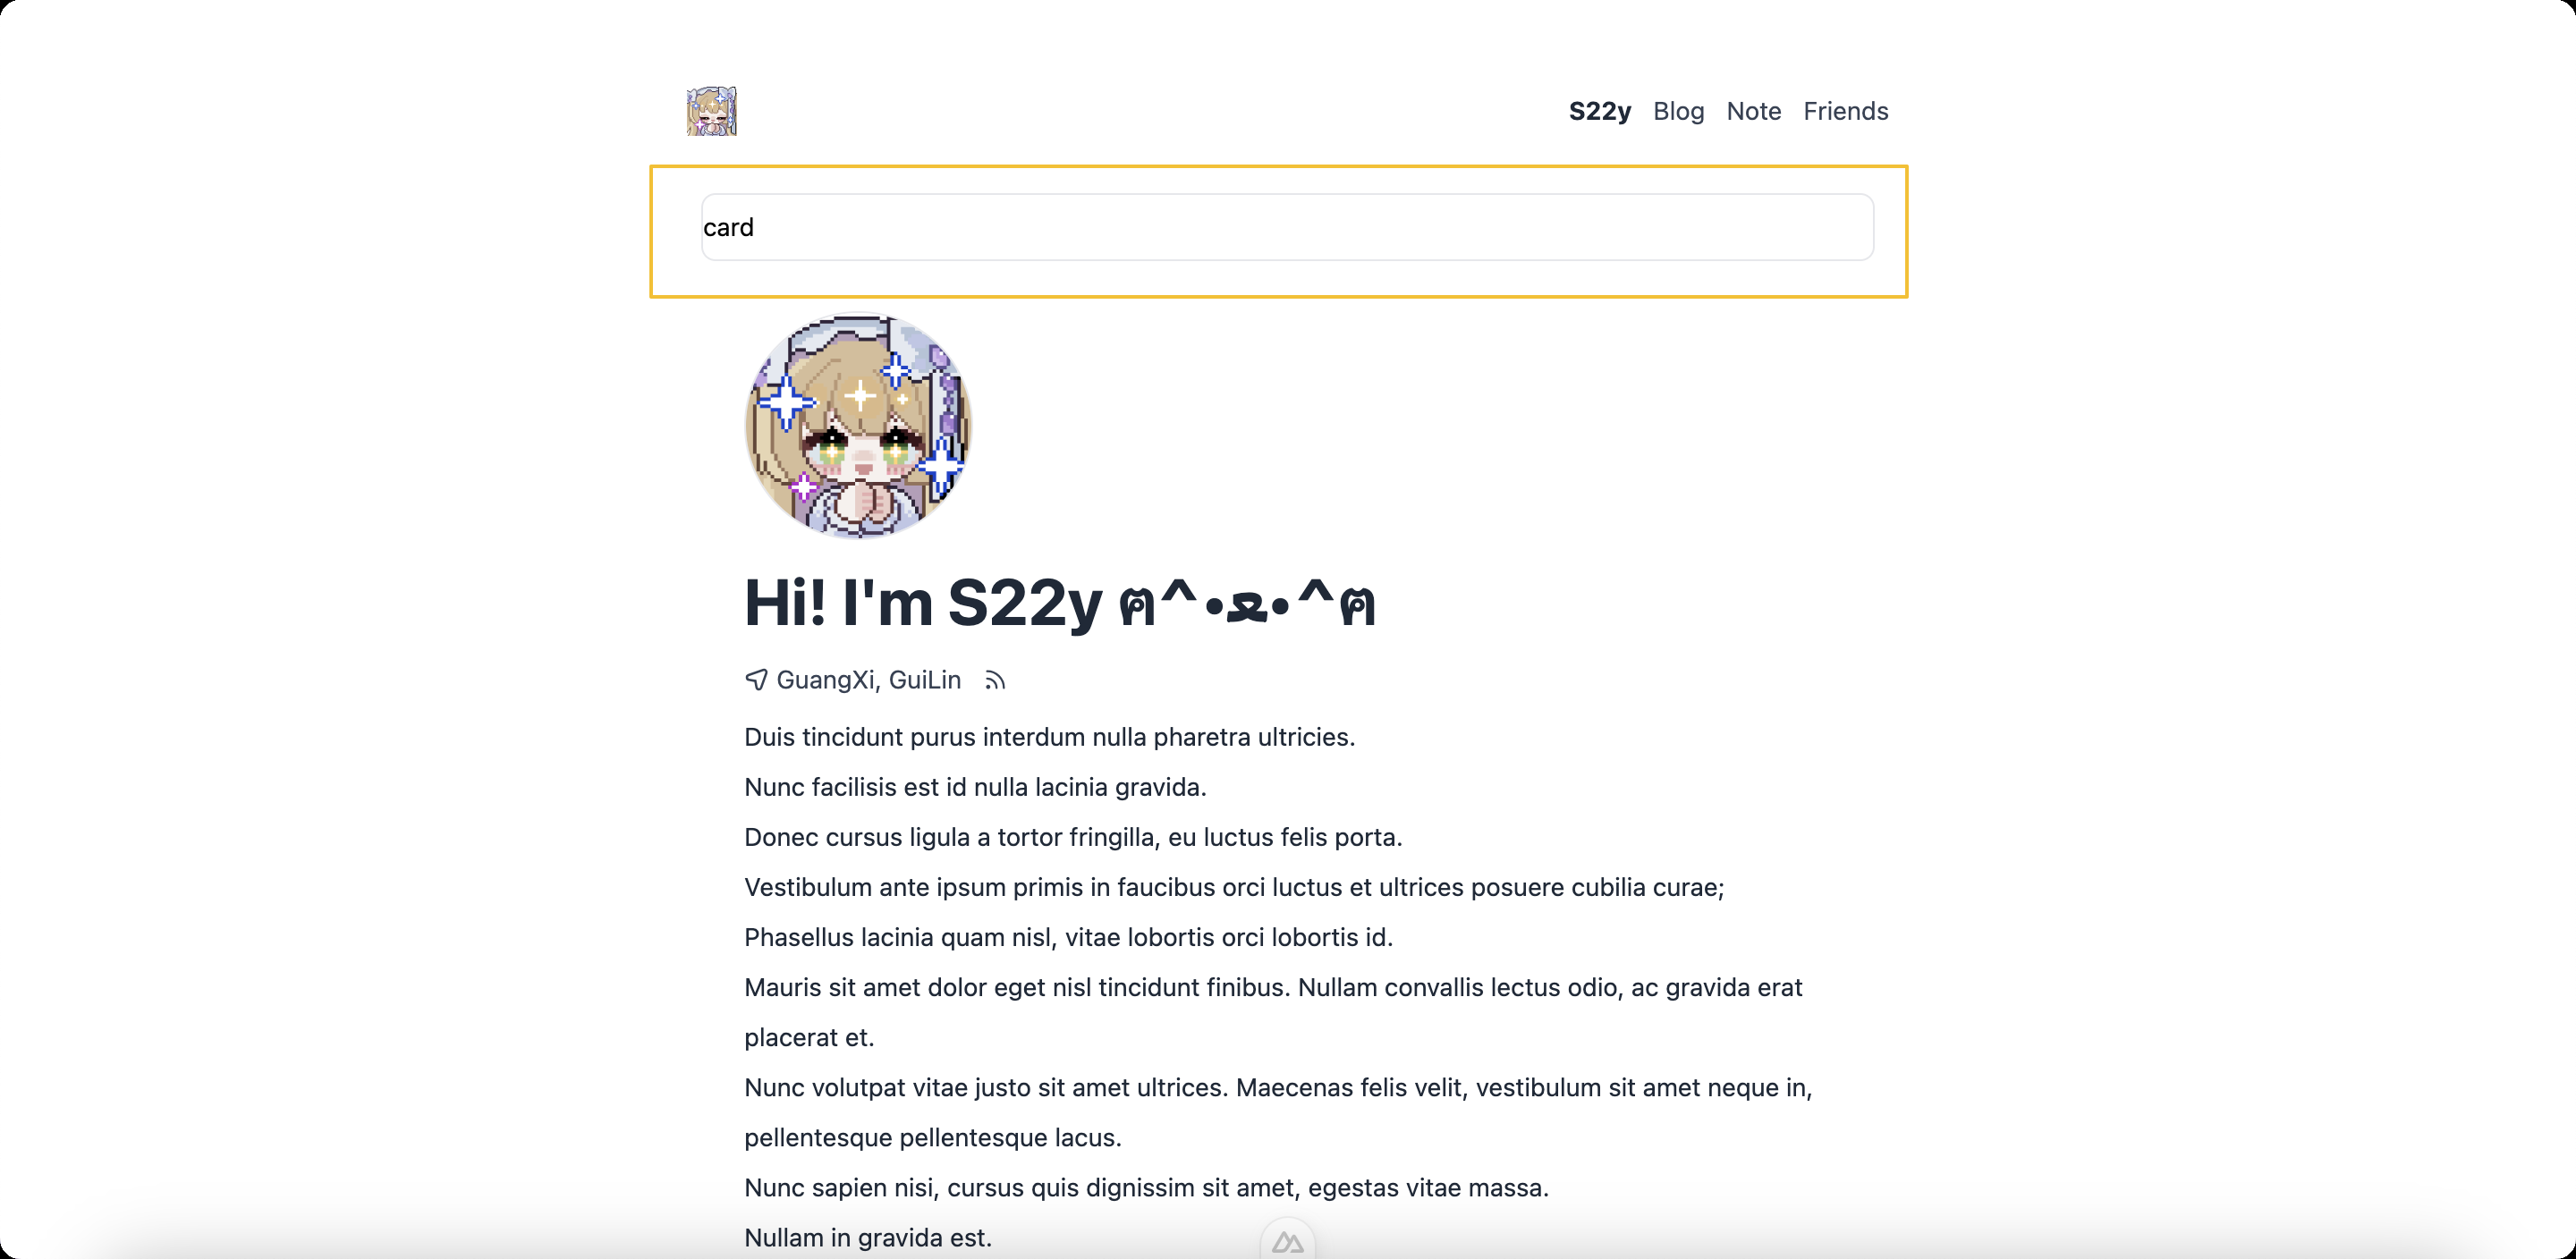 S22y Blog Note Friends
card
Hi! I'm S22y ฅ^•ﻌ•^ฅ
GuangXi, GuiLin
Duis tincidunt purus interdum nulla pharetra ultricies.
Nunc facilisis est id nulla lacinia gravida.
Donec cursus ligula a tortor fringilla, eu luctus felis porta.
Vestibulum ante ipsum primis in faucibus orci luctus et ultrices posuere cubilia curae;
Phasellus lacinia quam nisl, vitae lobortis orci lobortis id.
Mauris sit amet dolor eget nisl tincidunt finibus. Nullam convallis lectus odio, ac gravida erat
placerat et.
Nunc volutpat vitae justo sit amet ultrices. Maecenas felis velit, vestibulum sit amet neque in,
pellentesque pellentesque lacus.
Nunc sapien nisi, cursus quis dignissim sit amet, egestas vitae massa.
Nullam in gravida est.